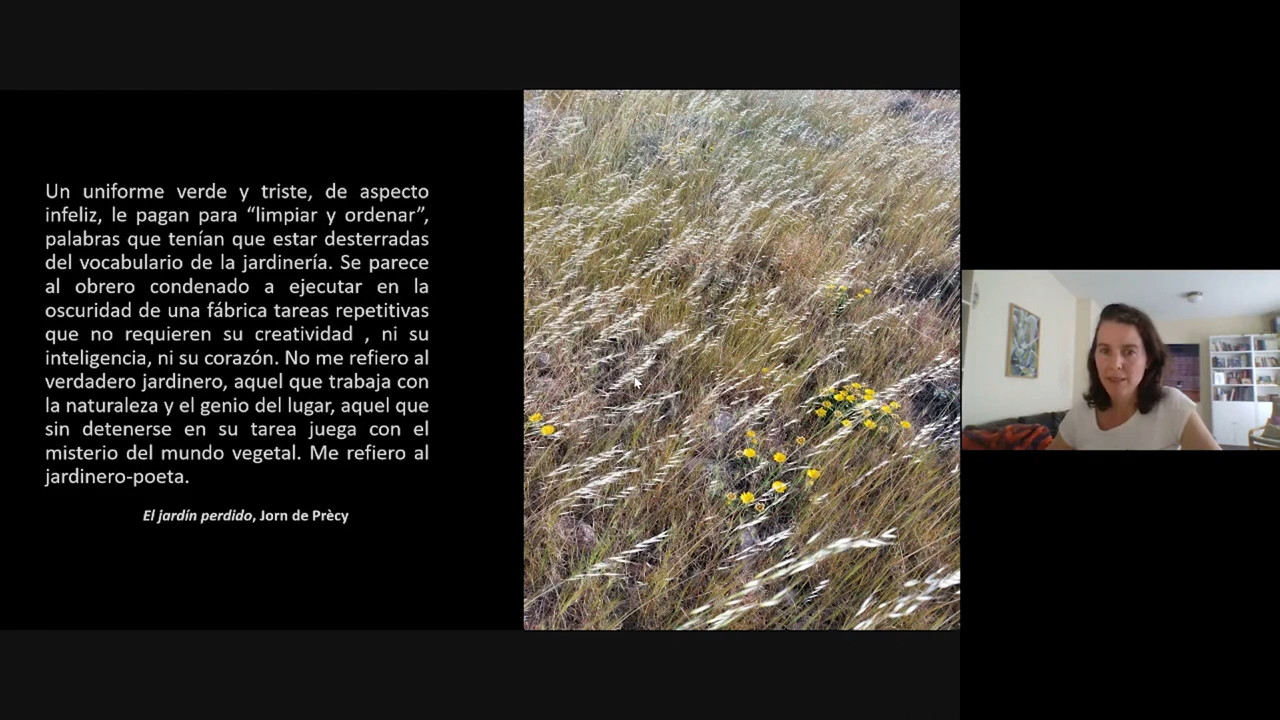 Un uniforme verde y triste, de aspecto
infeliz, le pagan para “limpiar y ordenar”,
palabras que tenían que estar desterradas
del vocabulario de la jardinería. Se parece
al obrero condenado a ejecutar en la
oscuridad de una fábrica tareas repetitivas
que no requieren su creatividad , ni su
inteligencia, ni su corazón. No me refiero al
verdadero jardinero, aquel que trabaja con
la naturaleza y el genio del lugar, aquel que
sin detenerse en su tarea juega con el
misterio del mundo vegetal. Me refiero al
jardinero-poeta.
El jardín perdido, Jorn de Prècy